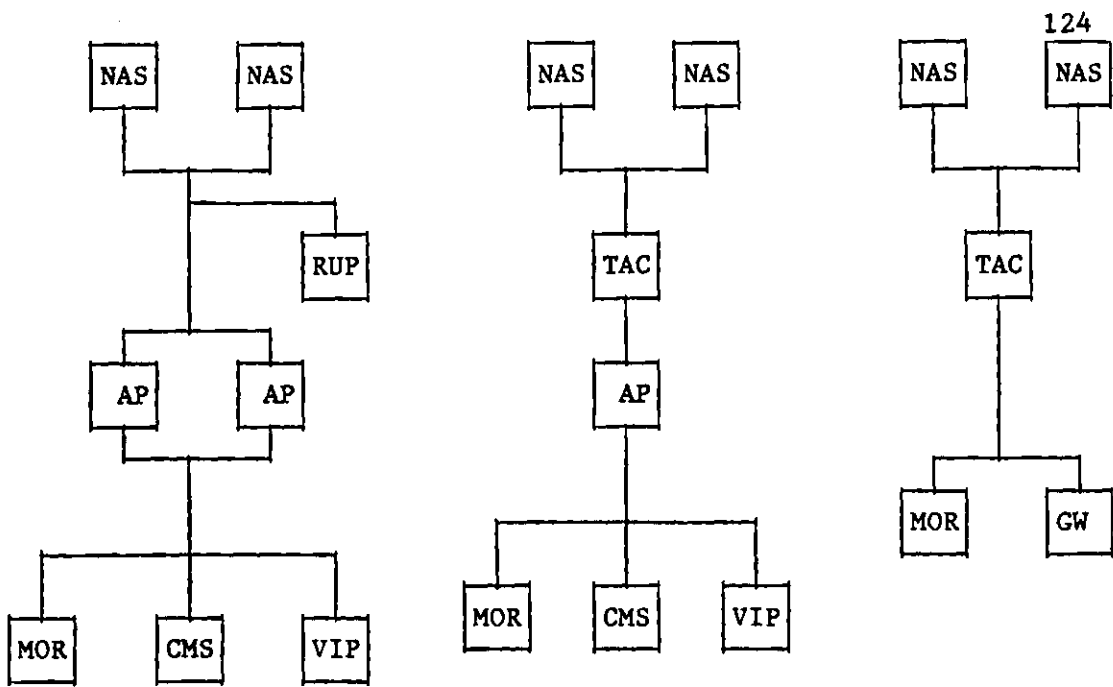 124
NAS NAS NAS NAS NAS NAS
RUP TAC TAC
AP AP AP
MOR GW
MOR CMS VIP
MOR CMS VIP